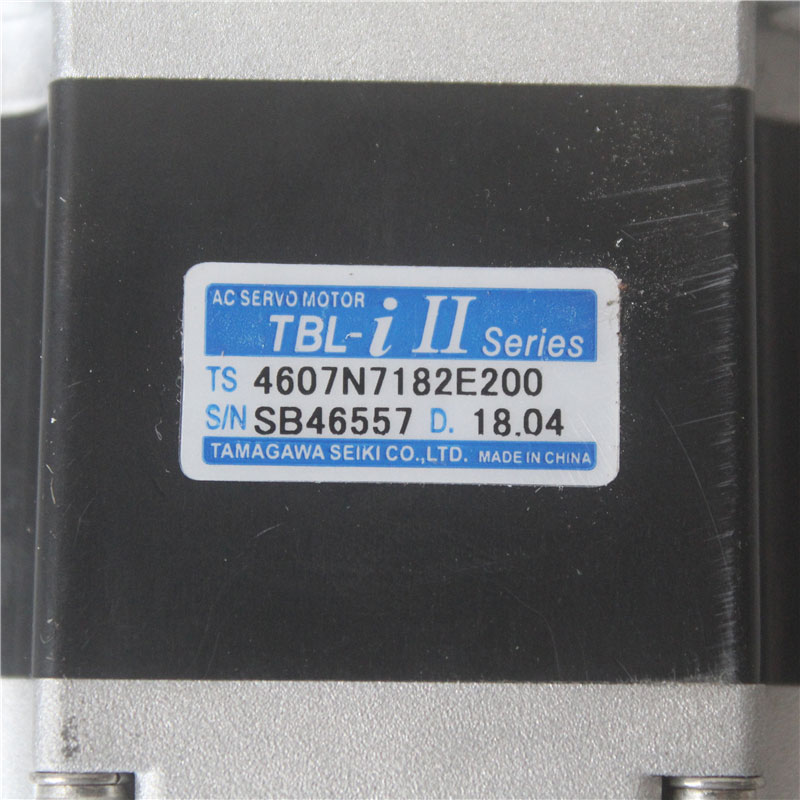 AC SERVO MOTOR
TBL-i II Series
TS 4607N7182E200
S/N SB46557 D. 18.04
TAMAGAWA SEIKI CO.,LTD. MADE IN CHINA